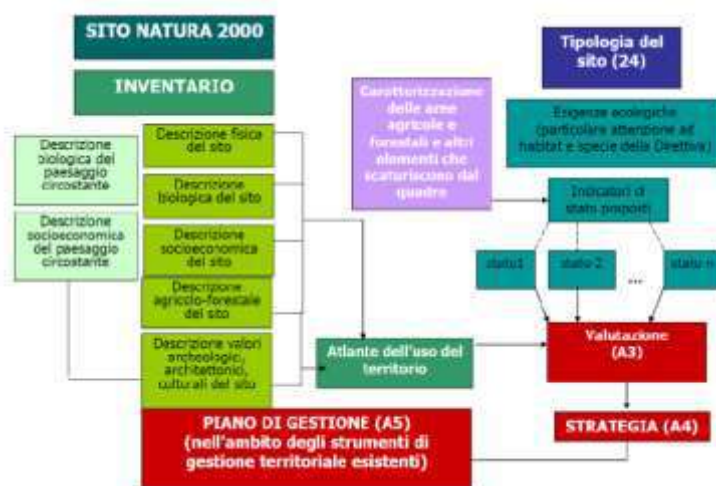 SITO NATURA 2000
INVENTARIO
Descrizione
biologica del
paesaggio
circostante
Descrizione
socioeconomica
del paesaggio
circostante
Descrizione fisica
del sito
Descrizione
biologica del sito
Descrizione
socioeconomica
del sito
Descrizione
agricolo-forestale
del sito
Descrizione valori
archeologici,
architettonici,
culturali del sito
Caratturizzazione
delle aree
agricole e
forestali e altri
elementi che
scaturiscono dal
quadro
Tipologia del
sito (24)
Esigenze ecologiche
(particolare attenzione ad
habitat e specie della Direttiva)
Indicatori di
stato proposti
stato1
stato 2
...
stato n
Atlante dell'uso del
territorio
Valutazione
(A3)
STRATEGIA (A4)
PIANO DI GESTIONE (A5)
(nell'ambito degli strumenti di
gestione territoriale esistenti)